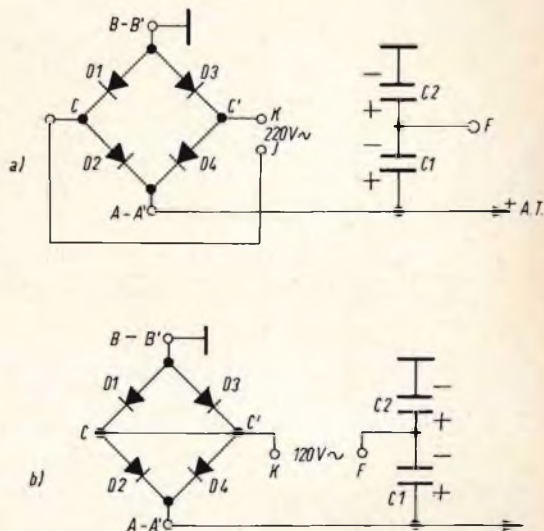 B-B'
D1
D3
C
C'
K
220V~
J
D2
D4
a)
A-A'
−
C2
+
F
−
C1
+
+ A.T.
B-B'
D1
D3
C
C'
K
120V~
F
D2
D4
b)
A-A'
−
C2
+
−
C1
+